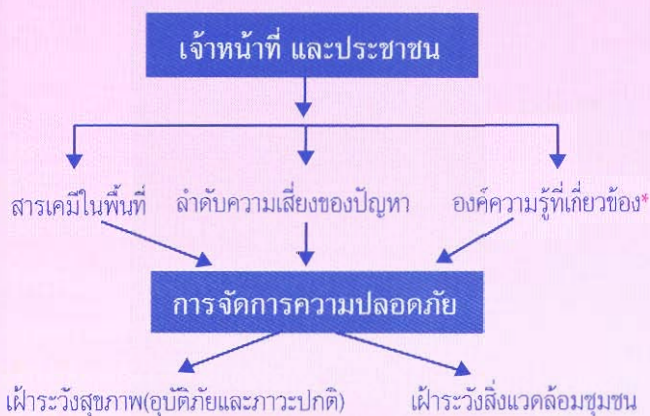 เจ้าหน้าที่ และประชาชน
สารเคมีในพื้นที่ ลำดับความเสี่ยงของปัญหา องค์ความรู้ที่เกี่ยวข้อง*
การจัดการความปลอดภัย
เฝ้าระวังสุขภาพ(อุบัติภัยและภาวะปกติ) เฝ้าระวังสิ่งแวดล้อมชุมชน